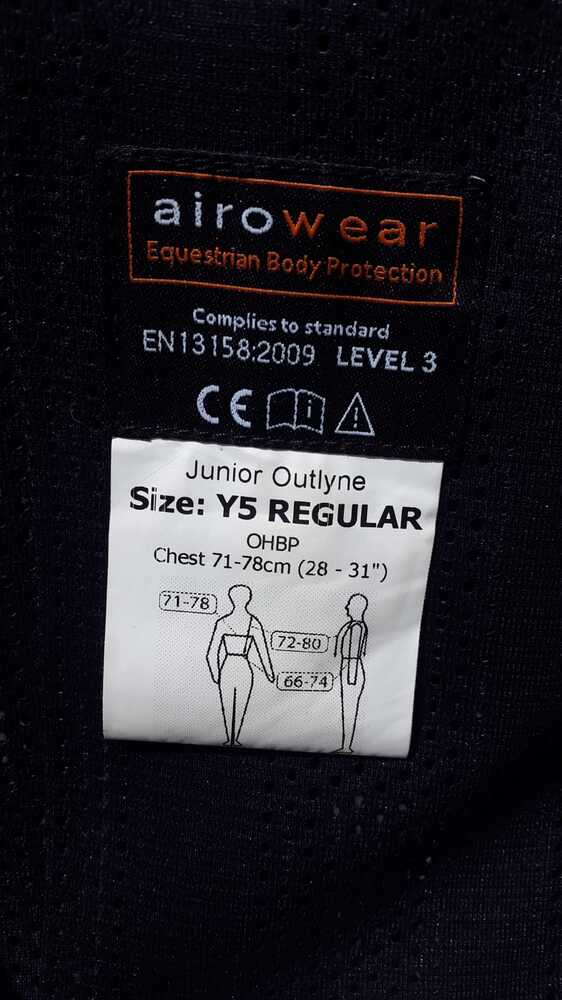 airowear
Equestrian Body Protection
Complies to standard
EN13158:2009 LEVEL 3
CE
Junior Outlyne
Size: Y5 REGULAR
OHBP
Chest 71-78cm (28 - 31")
71-78
72-80
66-74